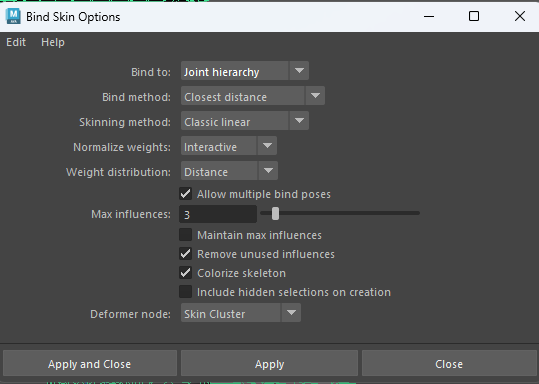 Bind Skin Options
Edit Help
Bind to: Joint hierarchy
Bind method: Closest distance
Skinning method: Classic linear
Normalize weights: Interactive
Weight distribution: Distance
Allow multiple bind poses
Max influences: 3
Maintain max influences
Remove unused influences
Colorize skeleton
Include hidden selections on creation
Deformer node: Skin Cluster
Apply and Close Apply Close